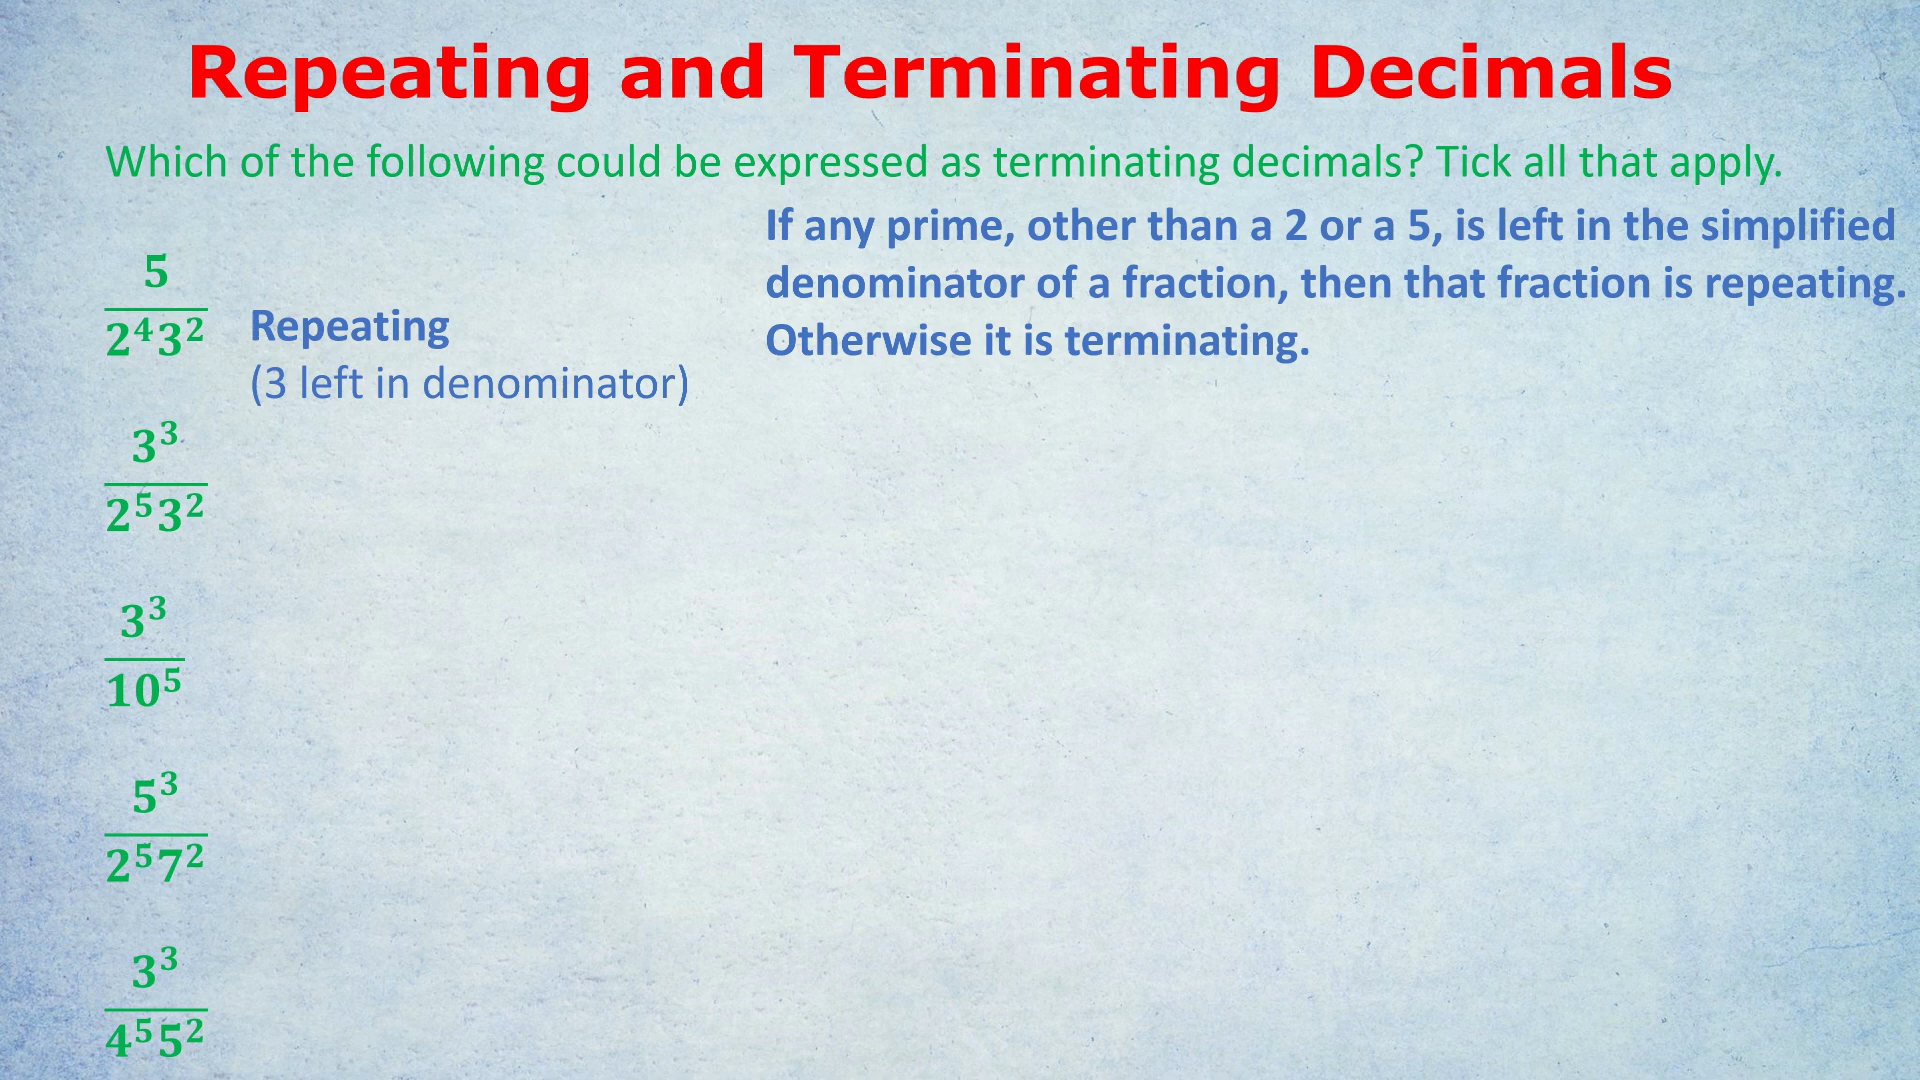 Repeating and Terminating Decimals
Which of the following could be expressed as terminating decimals? Tick all that apply.
If any prime, other than a 2 or a 5, is left in the simplified
denominator of a fraction, then that fraction is repeating.
Otherwise it is terminating.
5
2⁴3²
Repeating
(3 left in denominator)
3³
2⁵3²
3³
10⁵
5³
2⁵7²
3³
4⁵5²